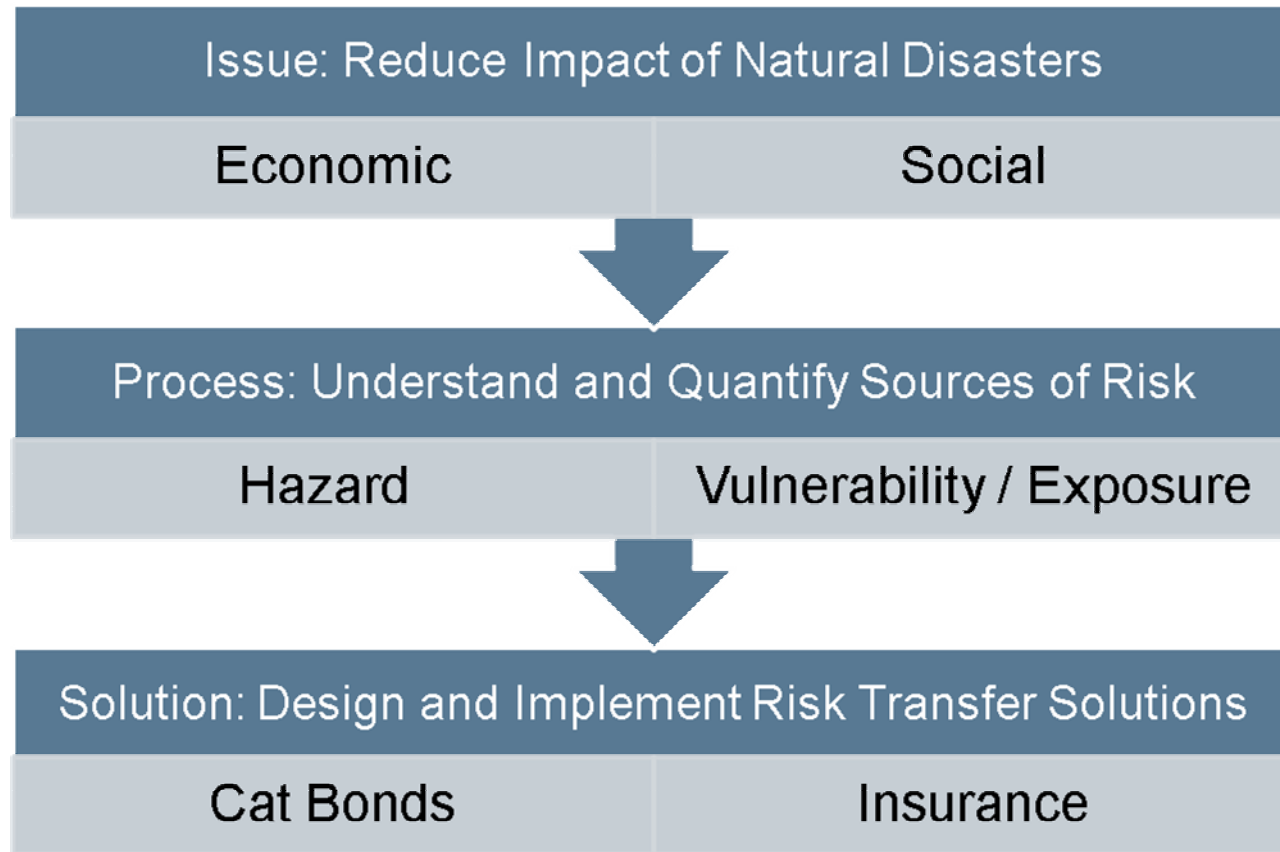 Issue: Reduce Impact of Natural Disasters
Economic
Social
Process: Understand and Quantify Sources of Risk
Hazard
Vulnerability / Exposure
Solution: Design and Implement Risk Transfer Solutions
Cat Bonds
Insurance